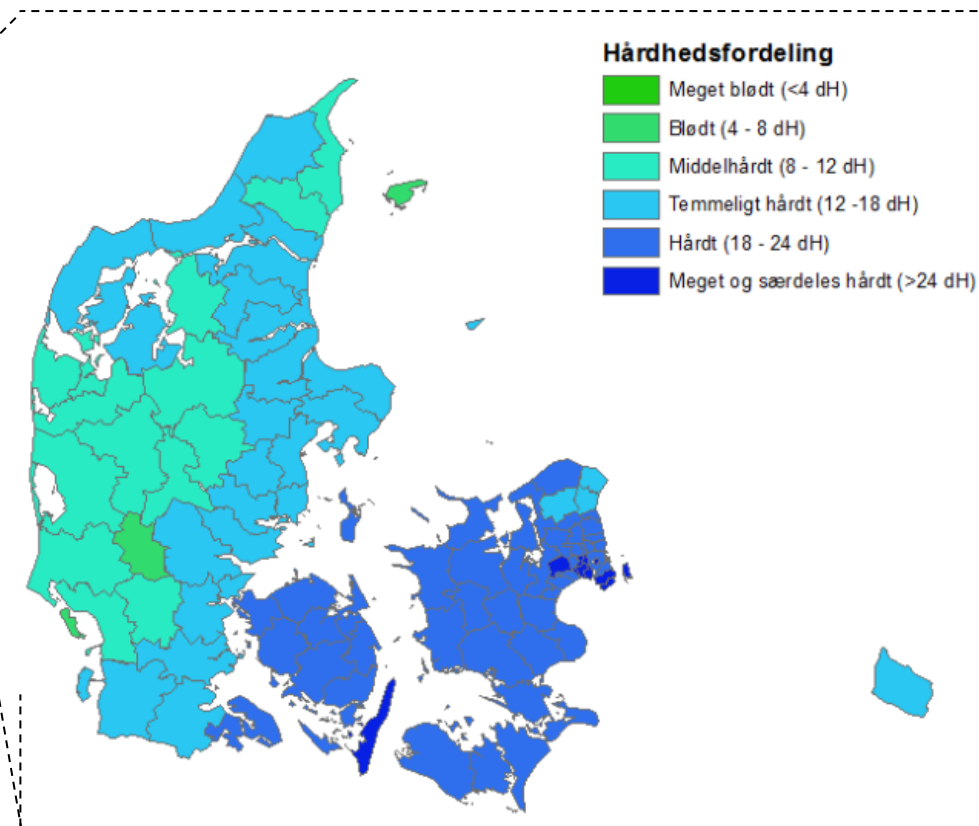 Hårdhedsfordeling
Meget blødt (<4 dH)
Blødt (4 - 8 dH)
Middelhårdt (8 - 12 dH)
Temmeligt hårdt (12 -18 dH)
Hårdt (18 - 24 dH)
Meget og særdeles hårdt (>24 dH)